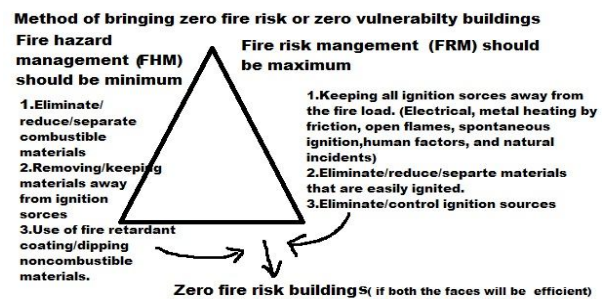 Method of bringing zero fire risk or zero vulnerabilty buildings
Fire hazard
management (FHM)
should be minimum
1.Eliminate/
reduce/separate
combustible
materials
2.Removing/keeping
materials away
from ignition
sorces
3.Use of fire retardant
coating/dipping
noncombustible
materials.
Fire risk mangement (FRM) should
be maximum
1.Keeping all ignition sorces away from
the fire load. (Electrical, metal heating by
friction, open flames, spontaneous
ignition,human factors, and natural
incidents)
2.Eliminate/reduce/separte materials
that are easily ignited.
3.Eliminate/control ignition sources
Zero fire risk buildings( if both the faces will be efficient)